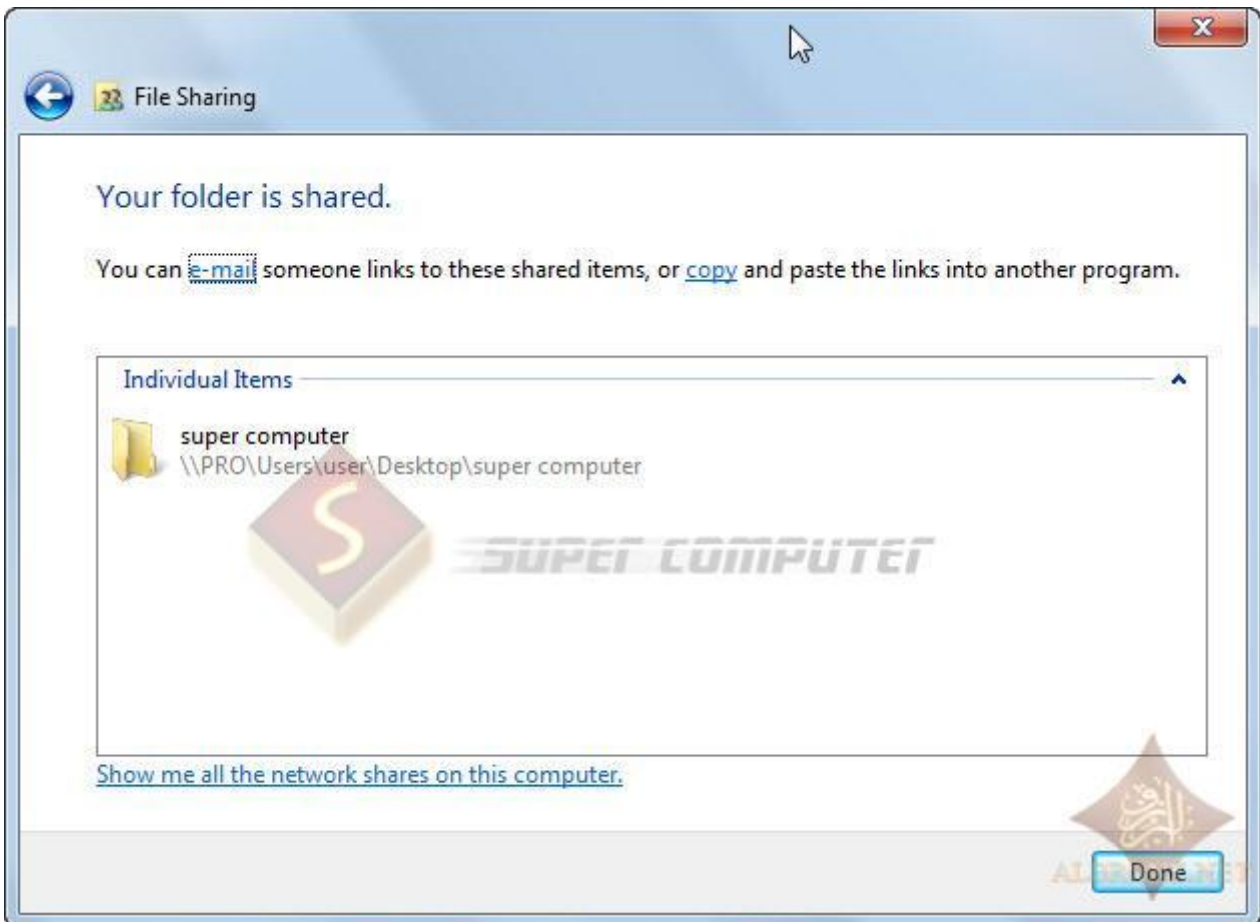 File Sharing
Your folder is shared.
You can e-mail someone links to these shared items, or copy and paste the links into another program.
Individual Items
super computer
\\PRO\Users\user\Desktop\super computer
S
SUPER COMPUTER
Show me all the network shares on this computer.
Done